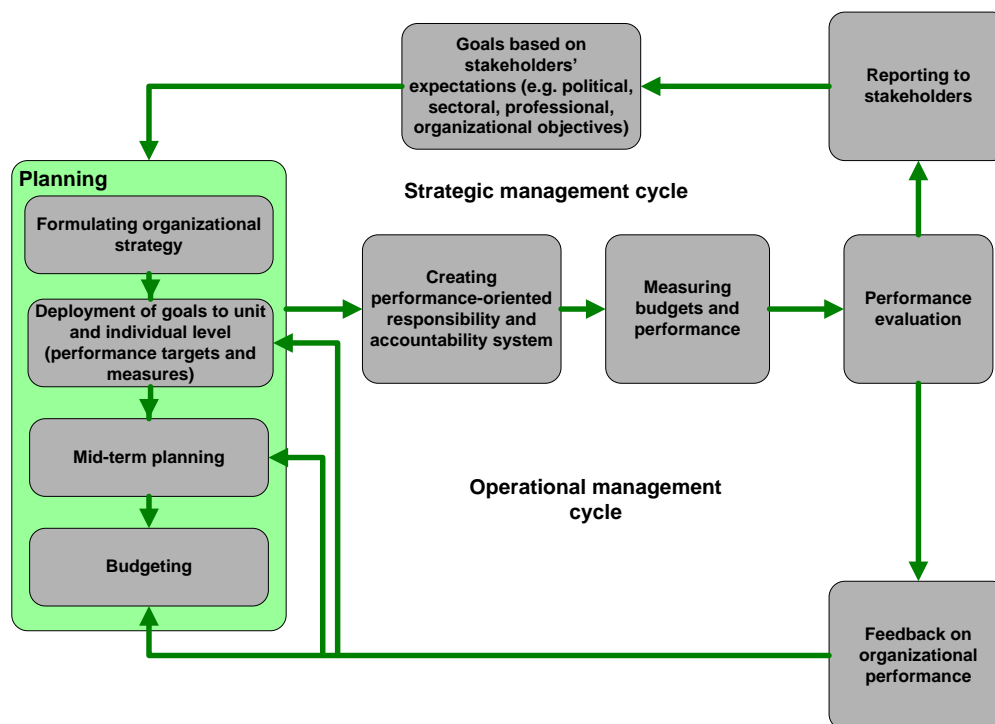 Goals based on
stakeholders’
expectations (e.g. political,
sectoral, professional,
organizational objectives)
Reporting to
stakeholders
Planning
Strategic management cycle
Formulating organizational
strategy
Deployment of goals to unit
and individual level
(performance targets and
measures)
Creating
performance-oriented
responsibility and
accountability system
Measuring
budgets and
performance
Performance
evaluation
Mid-term planning
Operational management
cycle
Budgeting
Feedback on
organizational
performance